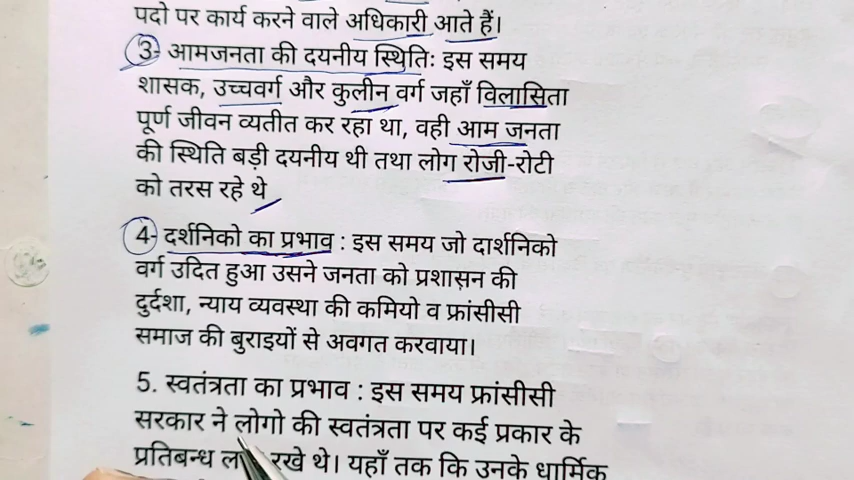 पदो पर कार्य करने वाले अधिकारी आते हैं।
3- आमजनता की दयनीय स्थितिः इस समय
शासक, उच्चवर्ग और कुलीन वर्ग जहाँ विलासिता
पूर्ण जीवन व्यतीत कर रहा था, वही आम जनता
की स्थिति बड़ी दयनीय थी तथा लोग रोजी-रोटी
को तरस रहे थे
4- दर्शनिको का प्रभाव : इस समय जो दार्शनिको
वर्ग उदित हुआ उसने जनता को प्रशासन की
दुर्दशा, न्याय व्यवस्था की कमियो व फ्रांसीसी
समाज की बुराइयों से अवगत करवाया।
5. स्वतंत्रता का प्रभाव : इस समय फ्रांसीसी
सरकार ने लोगो की स्वतंत्रता पर कई प्रकार के
प्रतिबन्ध रखे थे। यहाँ तक कि उनके धार्मिक